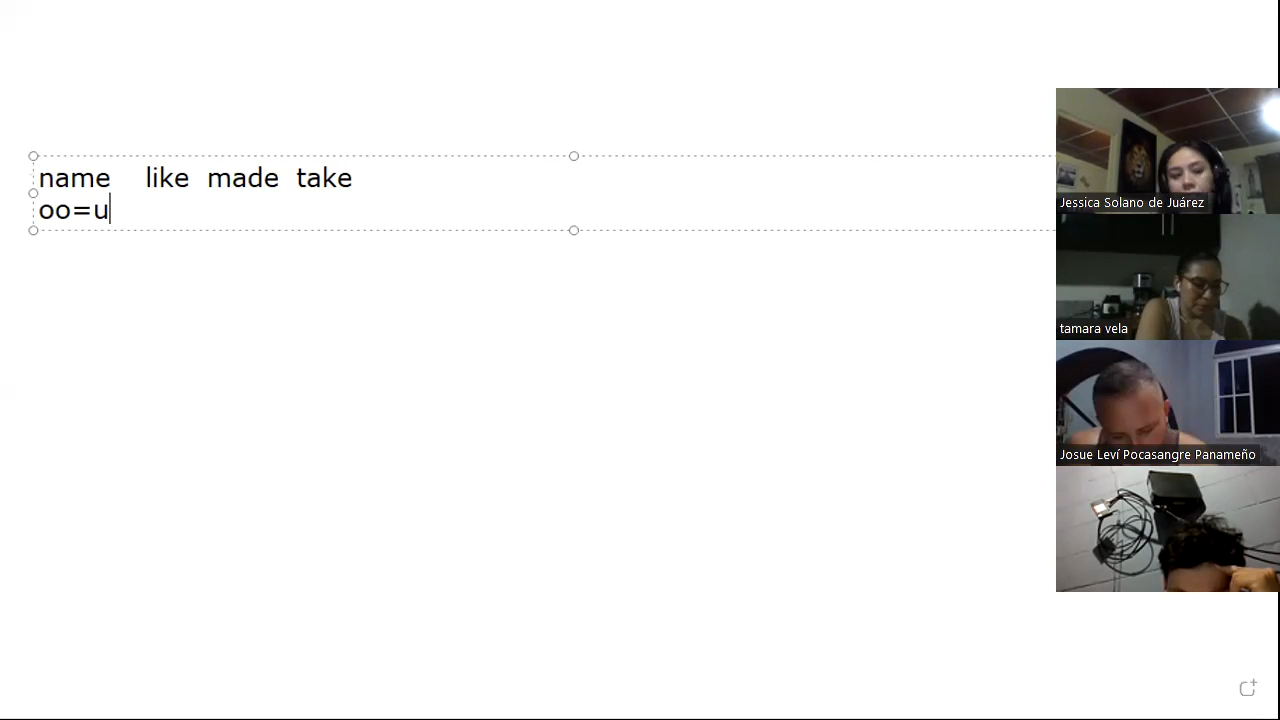 name like made take
oo=u
Jessica Solano de Juárez
tamara vela
Josue Leví Pocasangre Panameño